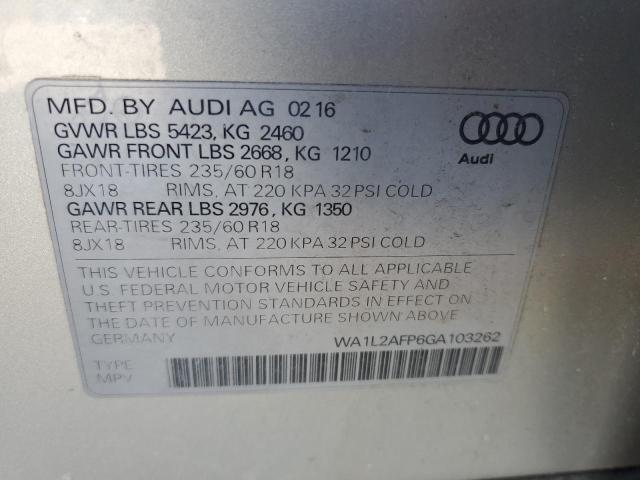 MFD. BY AUDI AG 02 16
GVWR LBS 5423, KG 2460
GAWR FRONT LBS 2668, KG 1210
FRONT-TIRES 235/60 R18
8JX18 RIMS, AT 220 KPA 32 PSI COLD
GAWR REAR LBS 2976, KG 1350
REAR-TIRES 235/60 R18
8JX18 RIMS, AT 220 KPA 32 PSI COLD
Audi
THIS VEHICLE CONFORMS TO ALL APPLICABLE
U.S. FEDERAL MOTOR VEHICLE SAFETY AND
THEFT PREVENTION STANDARDS IN EFFECT ON
THE DATE OF MANUFACTURE SHOWN ABOVE
GERMANY WA1L2AFP6GA103262
TYPE
MPV